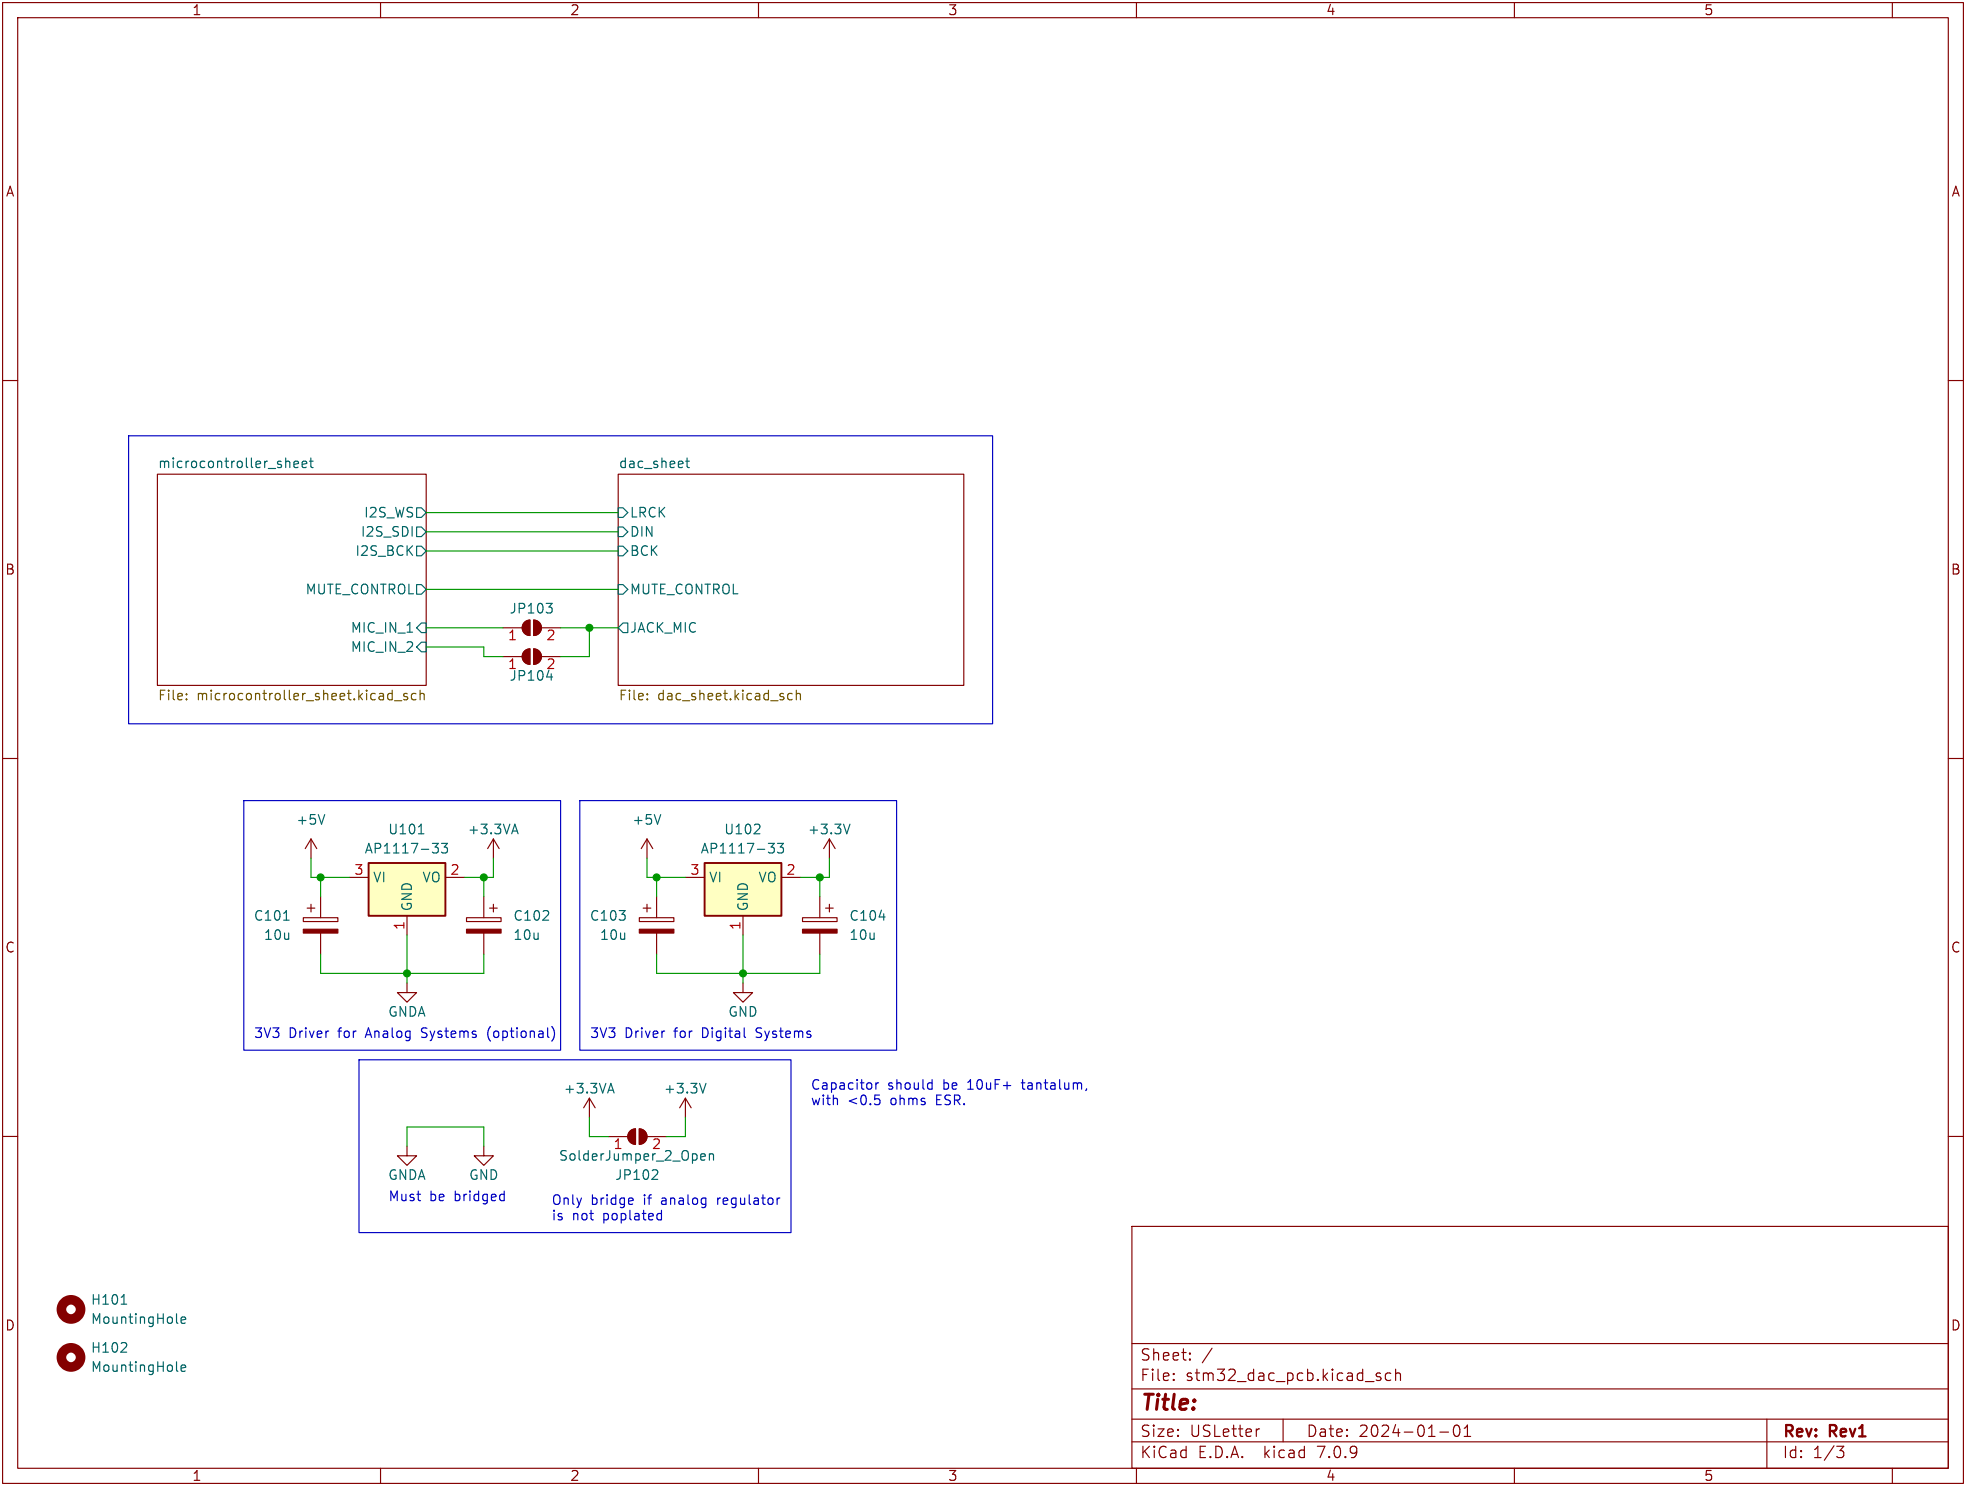 1 2 3 4 5
A A
B B
C C
D D
microcontroller_sheet
I2S_WS
I2S_SDI
I2S_BCK
MUTE_CONTROL
MIC_IN_1
MIC_IN_2
File: microcontroller_sheet.kicad_sch
JP103
1 2
1 2
JP104
dac_sheet
LRCK
DIN
BCK
MUTE_CONTROL
JACK_MIC
File: dac_sheet.kicad_sch
+5V
U101
AP1117-33
+3.3VA
3 VI VO 2
GND
1
C101
10u
C102
10u
GNDA
3V3 Driver for Analog Systems (optional)
+5V
U102
AP1117-33
+3.3V
3 VI VO 2
GND
1
C103
10u
C104
10u
GND
3V3 Driver for Digital Systems
GNDA
GND
Must be bridged
+3.3VA
+3.3V
1 2
SolderJumper_2_Open
JP102
Only bridge if analog regulator
is not poplated
Capacitor should be 10uF+ tantalum,
with <0.5 ohms ESR.
H101
MountingHole
H102
MountingHole
Sheet: /
File: stm32_dac_pcb.kicad_sch
Title:
Size: USLetter Date: 2024-01-01 Rev: Rev1
KiCad E.D.A. kicad 7.0.9 Id: 1/3
1 2 3 4 5